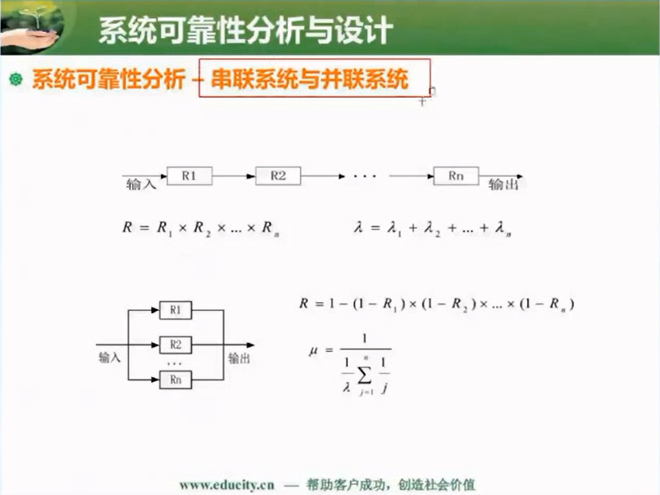 系统可靠性分析与设计
系统可靠性分析 – 串联系统与并联系统
输入 R1 R2 ··· Rn 输出
R = R₁ × R₂ × ... × Rₙ λ = λ₁ + λ₂ + ... + λₙ
R1
R2
输入 ··· 输出
Rn
R = 1 − (1 − R₁) × (1 − R₂) × ... × (1 − Rₙ)
μ = 1 / ( 1/λ ∑_{j=1}^{n} 1/j )
www.educity.cn — 帮助客户成功，创造社会价值